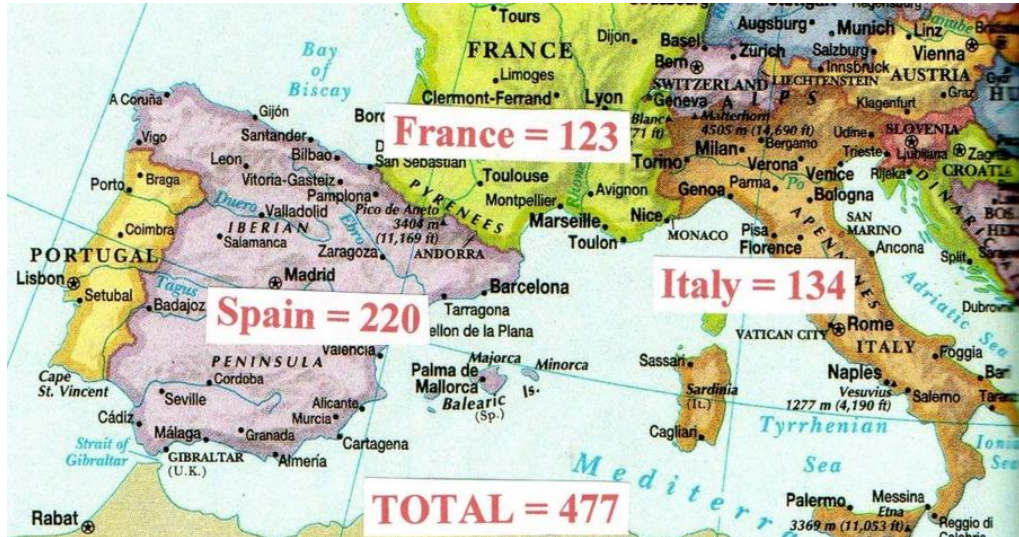 Tours
FRANCE
Dijon
Limoges
Clermont-Ferrand
Lyon
Bay
of
Biscay
France = 123
Basel
Zürich
Bern
SWITZERLAND
Geneva
LIECHTENSTEIN
ALPS
Augsburg
Munich
Linz
Danube
Salzburg
Vienna
Innsbruck
AUSTRIA
Graz
Klagenfurt
Blanc
Matterhorn
4505 m (14,690 ft)
Milan
Bergamo
Torino
Verona
Venice
Udine
Trieste
SLOVENIA
Ljubljana
Rijeka
CROATIA
Genoa
Parma
Po
Bologna
A Coruña
Gijón
Santander
Vigo
Leon
Bilbao
San Sebastian
Vitoria-Gasteiz
Pamplona
PYRENEES
Toulouse
Montpellier
Avignon
Marseille
Nice
Toulon
MONACO
Pisa
Florence
APENNINES
SAN
MARINO
Ancona
Split
Braga
Porto
Duero
Valladolid
Ebro
Pico de Aneto
3404 m
(11,169 ft)
ANDORRA
IBERIAN
Salamanca
Zaragoza
Coimbra
PORTUGAL
Lisbon
Setubal
Tagus
Madrid
Badajoz
Barcelona
Tarragona
Spain = 220
Italy = 134
Adriatic Sea
VATICAN CITY
Rome
ITALY
Foggia
PENINSULA
Valencia
Cape
St. Vincent
Cordoba
Seville
Alicante
Murcia
Cádiz
Málaga
Granada
Cartagena
Almería
Strait of
Gibraltar
GIBRALTAR
(U.K.)
Majorca
Minorca
Palma de
Mallorca
Balearic
Is.
(Sp.)
Sassari
Sardinia
(It.)
Naples
Vesuvius
1277 m (4,190 ft)
Salerno
Tyrrhenian
Sea
TOTAL = 477
Rabat
Palermo
Messina
Etna
3369 m (11,053 ft)
Reggio di